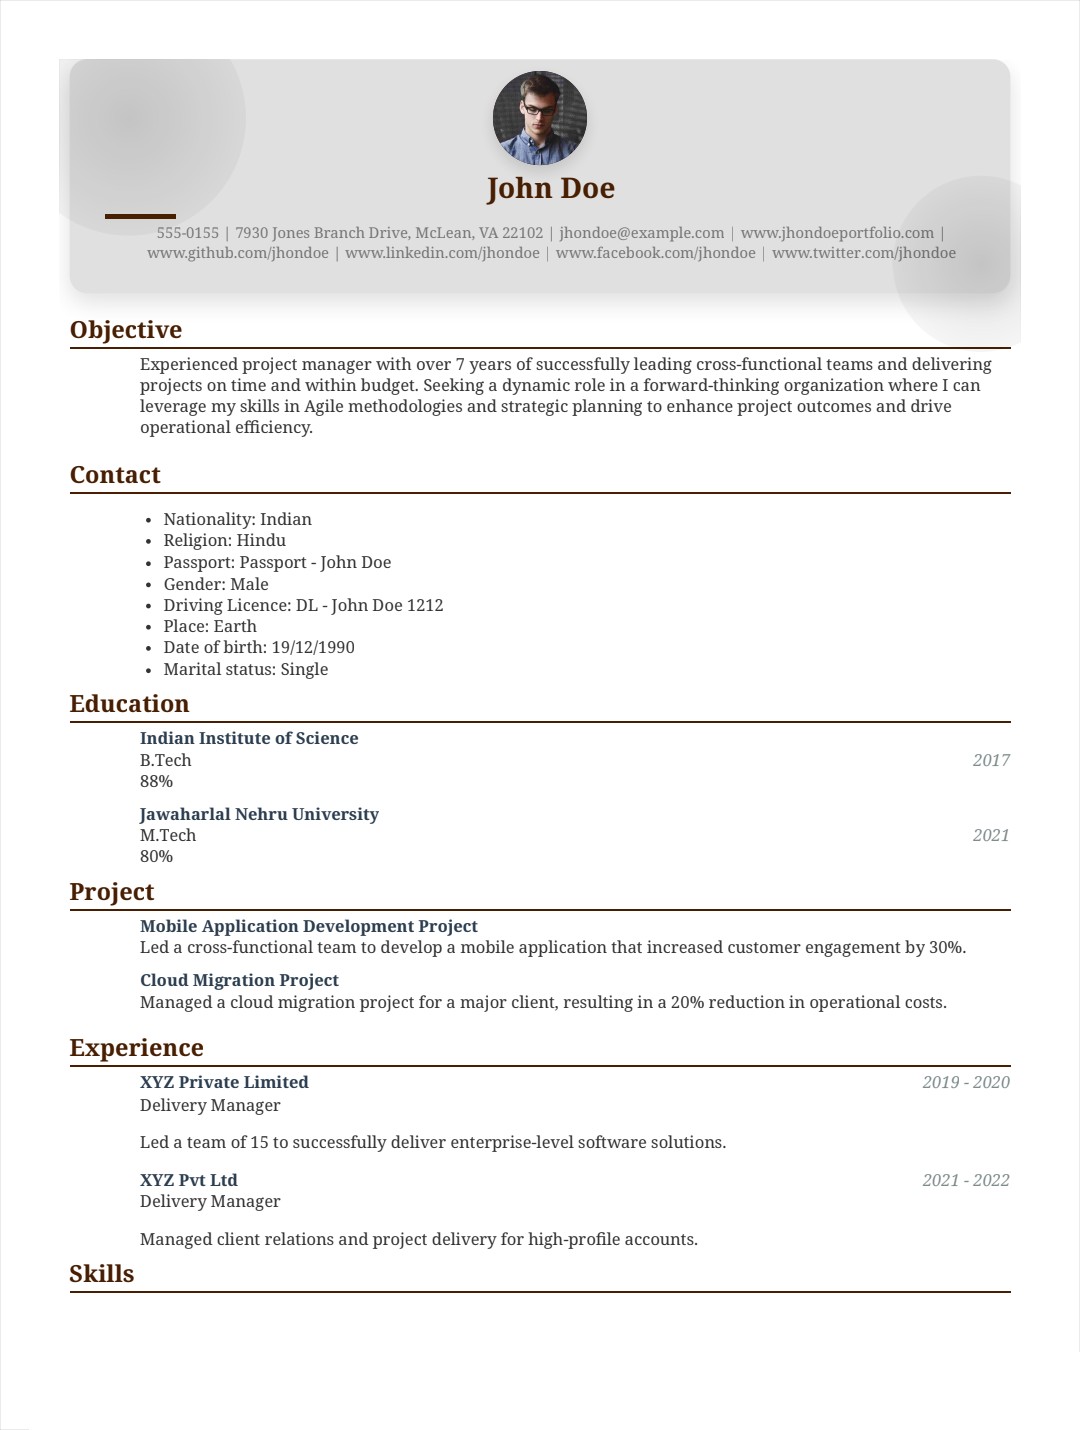 John Doe
555-0155 | 7930 Jones Branch Drive, McLean, VA 22102 | jhondoe@example.com | www.jhondoeportfolio.com |
www.github.com/jhondoe | www.linkedin.com/jhondoe | www.facebook.com/jhondoe | www.twitter.com/jhondoe
Objective
Experienced project manager with over 7 years of successfully leading cross-functional teams and delivering
projects on time and within budget. Seeking a dynamic role in a forward-thinking organization where I can
leverage my skills in Agile methodologies and strategic planning to enhance project outcomes and drive
operational efficiency.
Contact
• Nationality: Indian
• Religion: Hindu
• Passport: Passport - John Doe
• Gender: Male
• Driving Licence: DL - John Doe 1212
• Place: Earth
• Date of birth: 19/12/1990
• Marital status: Single
Education
Indian Institute of Science
B.Tech 2017
88%
Jawaharlal Nehru University
M.Tech 2021
80%
Project
Mobile Application Development Project
Led a cross-functional team to develop a mobile application that increased customer engagement by 30%.
Cloud Migration Project
Managed a cloud migration project for a major client, resulting in a 20% reduction in operational costs.
Experience
XYZ Private Limited 2019 - 2020
Delivery Manager
Led a team of 15 to successfully deliver enterprise-level software solutions.
XYZ Pvt Ltd 2021 - 2022
Delivery Manager
Managed client relations and project delivery for high-profile accounts.
Skills